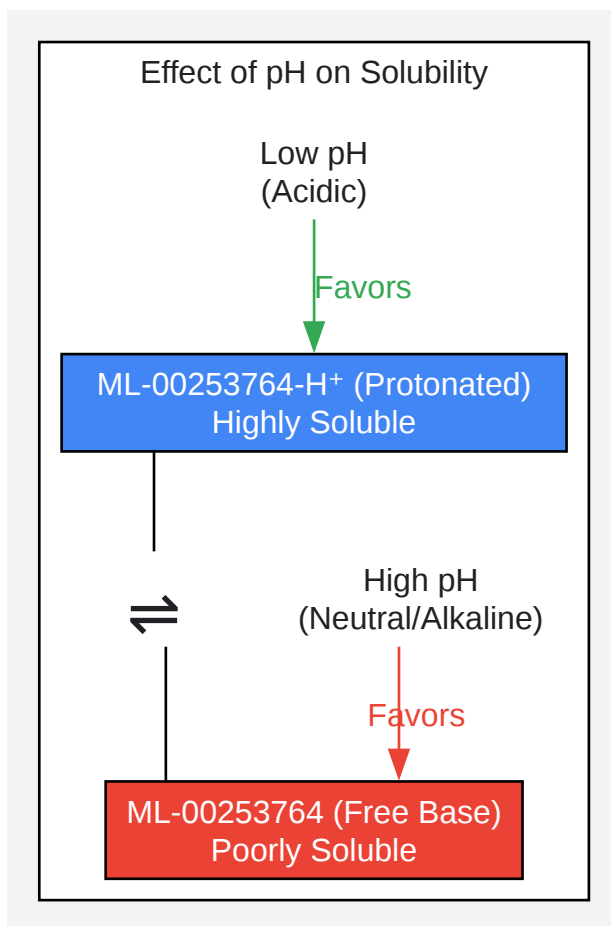 Effect of pH on Solubility
Low pH
(Acidic)
Favors
ML-00253764-H⁺ (Protonated)
Highly Soluble
⇌
High pH
(Neutral/Alkaline)
Favors
ML-00253764 (Free Base)
Poorly Soluble